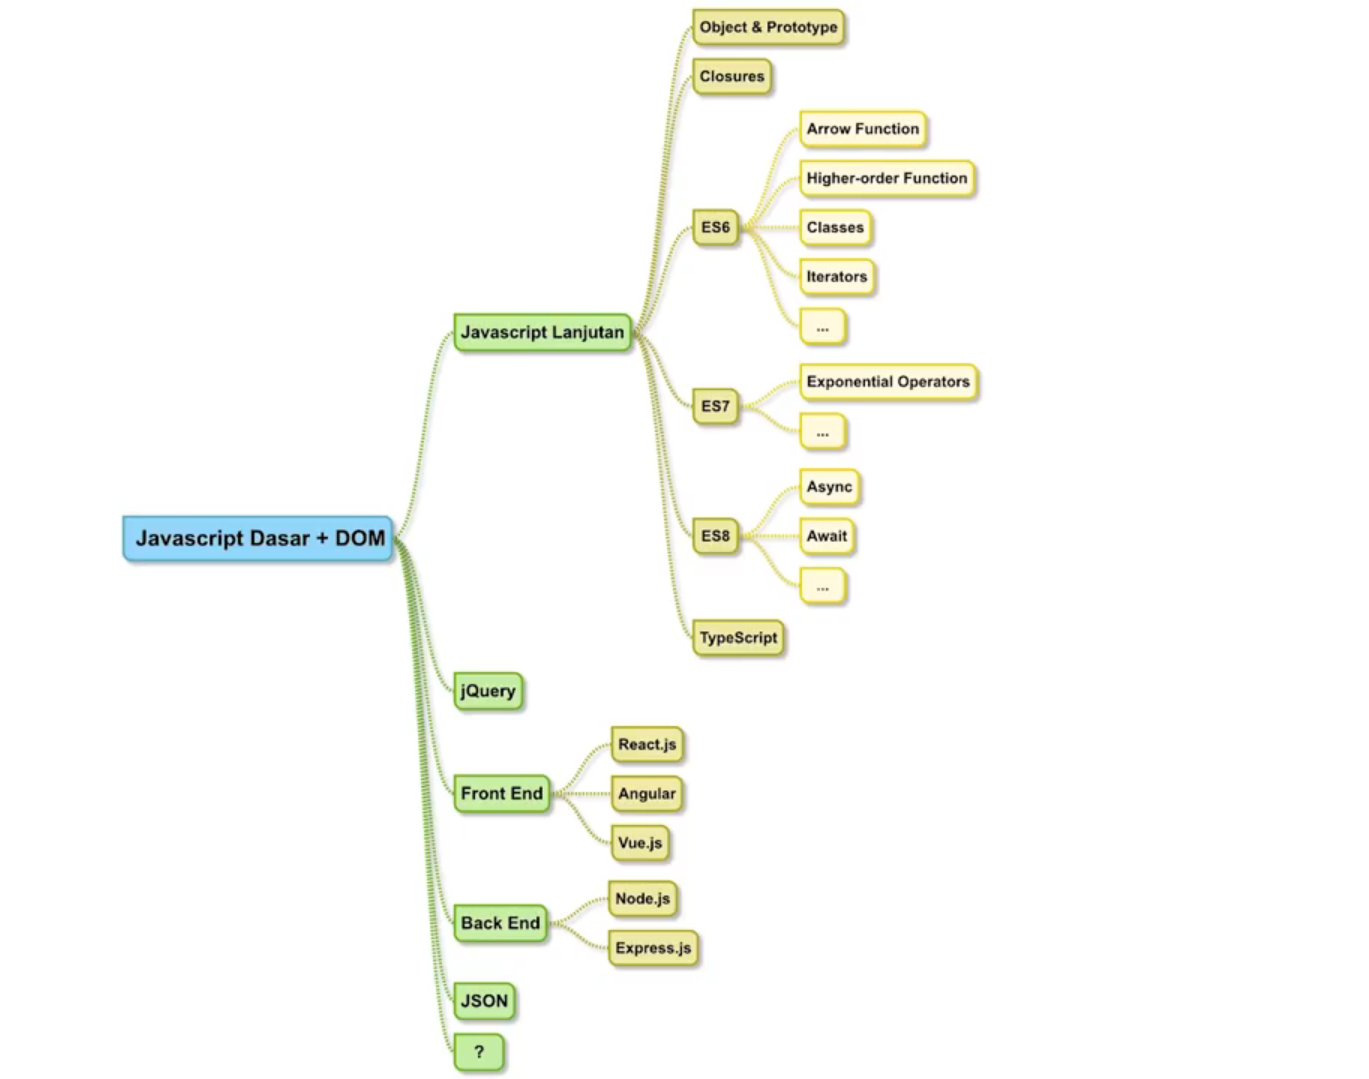 Javascript Dasar + DOM
Javascript Lanjutan
Object & Prototype
Closures
ES6
Arrow Function
Higher-order Function
Classes
Iterators
...
ES7
Exponential Operators
...
ES8
Async
Await
...
TypeScript
jQuery
Front End
React.js
Angular
Vue.js
Back End
Node.js
Express.js
JSON
?